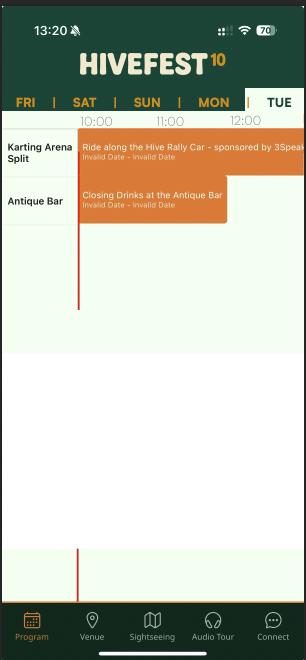 13:20
70
HIVEFEST10
FRI | SAT | SUN | MON | TUE
10:00 11:00 12:00
Karting Arena
Split
Ride along the Hive Rally Car - sponsored by 3Speak
Invalid Date - Invalid Date
Antique Bar
Closing Drinks at the Antique Bar
Invalid Date - Invalid Date
Program Venue Sightseeing Audio Tour Connect